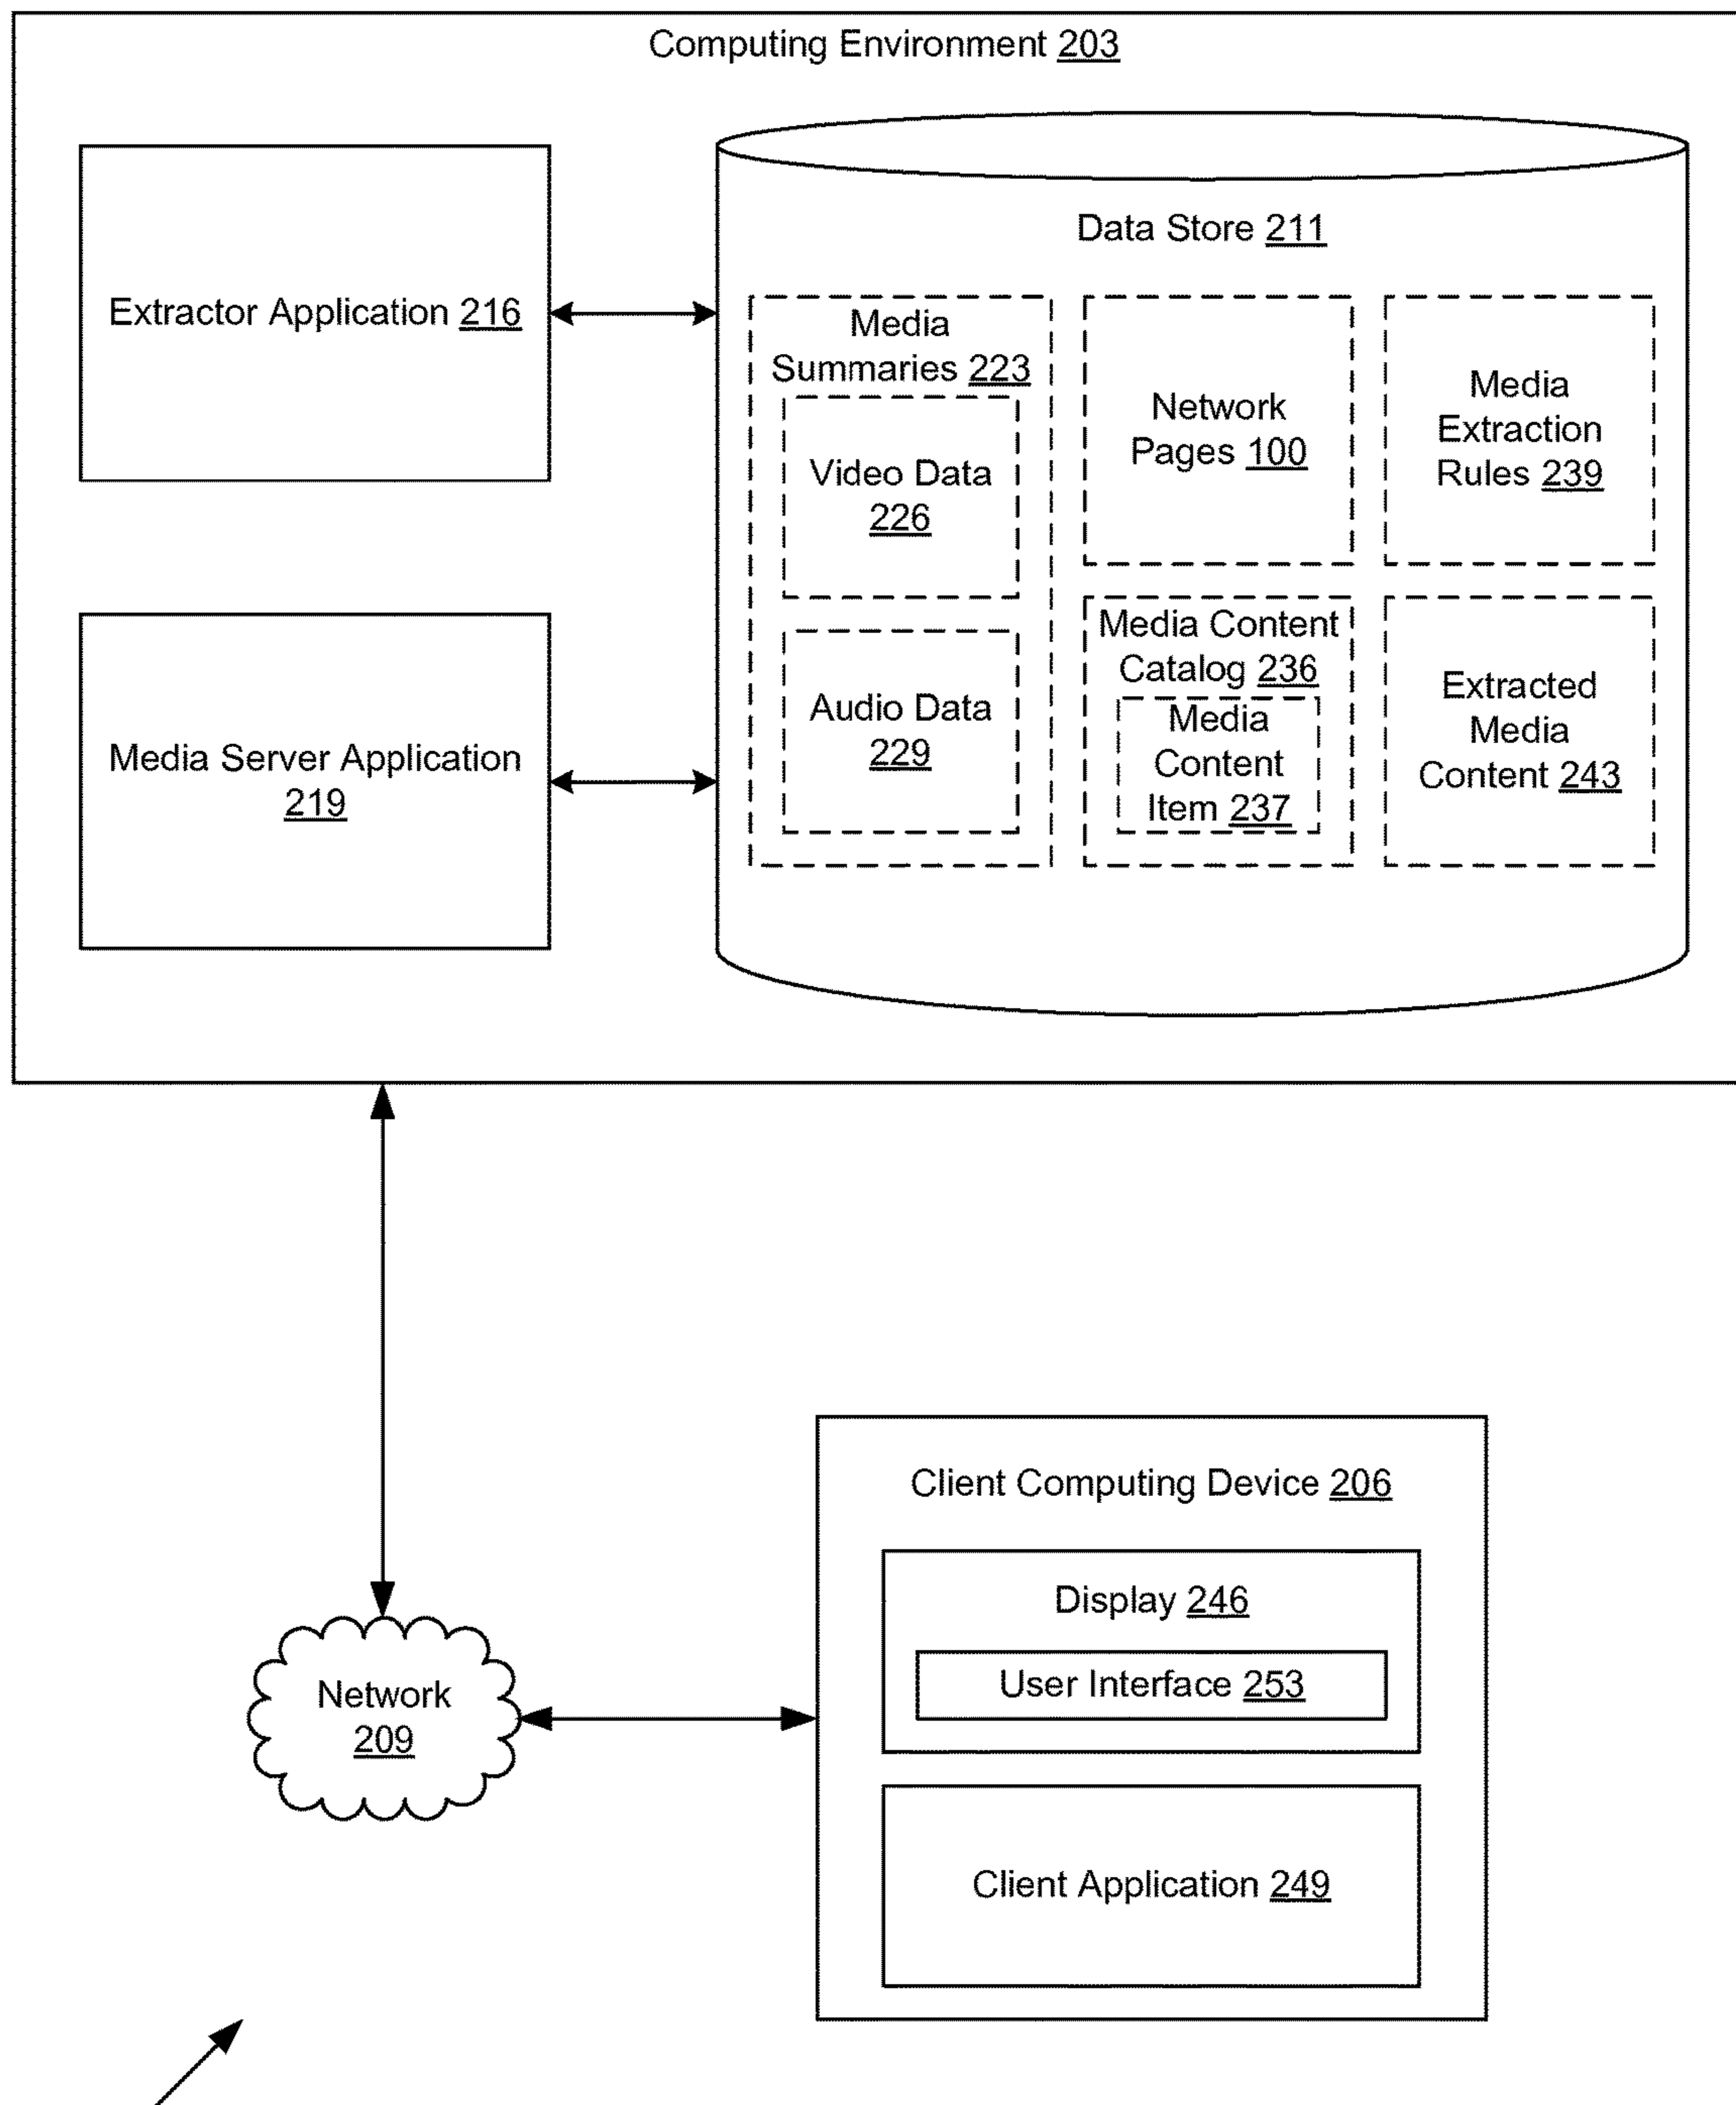 Computing Environment 203
Extractor Application 216
Media Server Application
219
Data Store 211
Media
Summaries 223
Video Data
226
Audio Data
229
Network
Pages 100
Media
Extraction
Rules 239
Media Content
Catalog 236
Media
Content
Item 237
Extracted
Media
Content 243
Network
209
Client Computing Device 206
Display 246
User Interface 253
Client Application 249